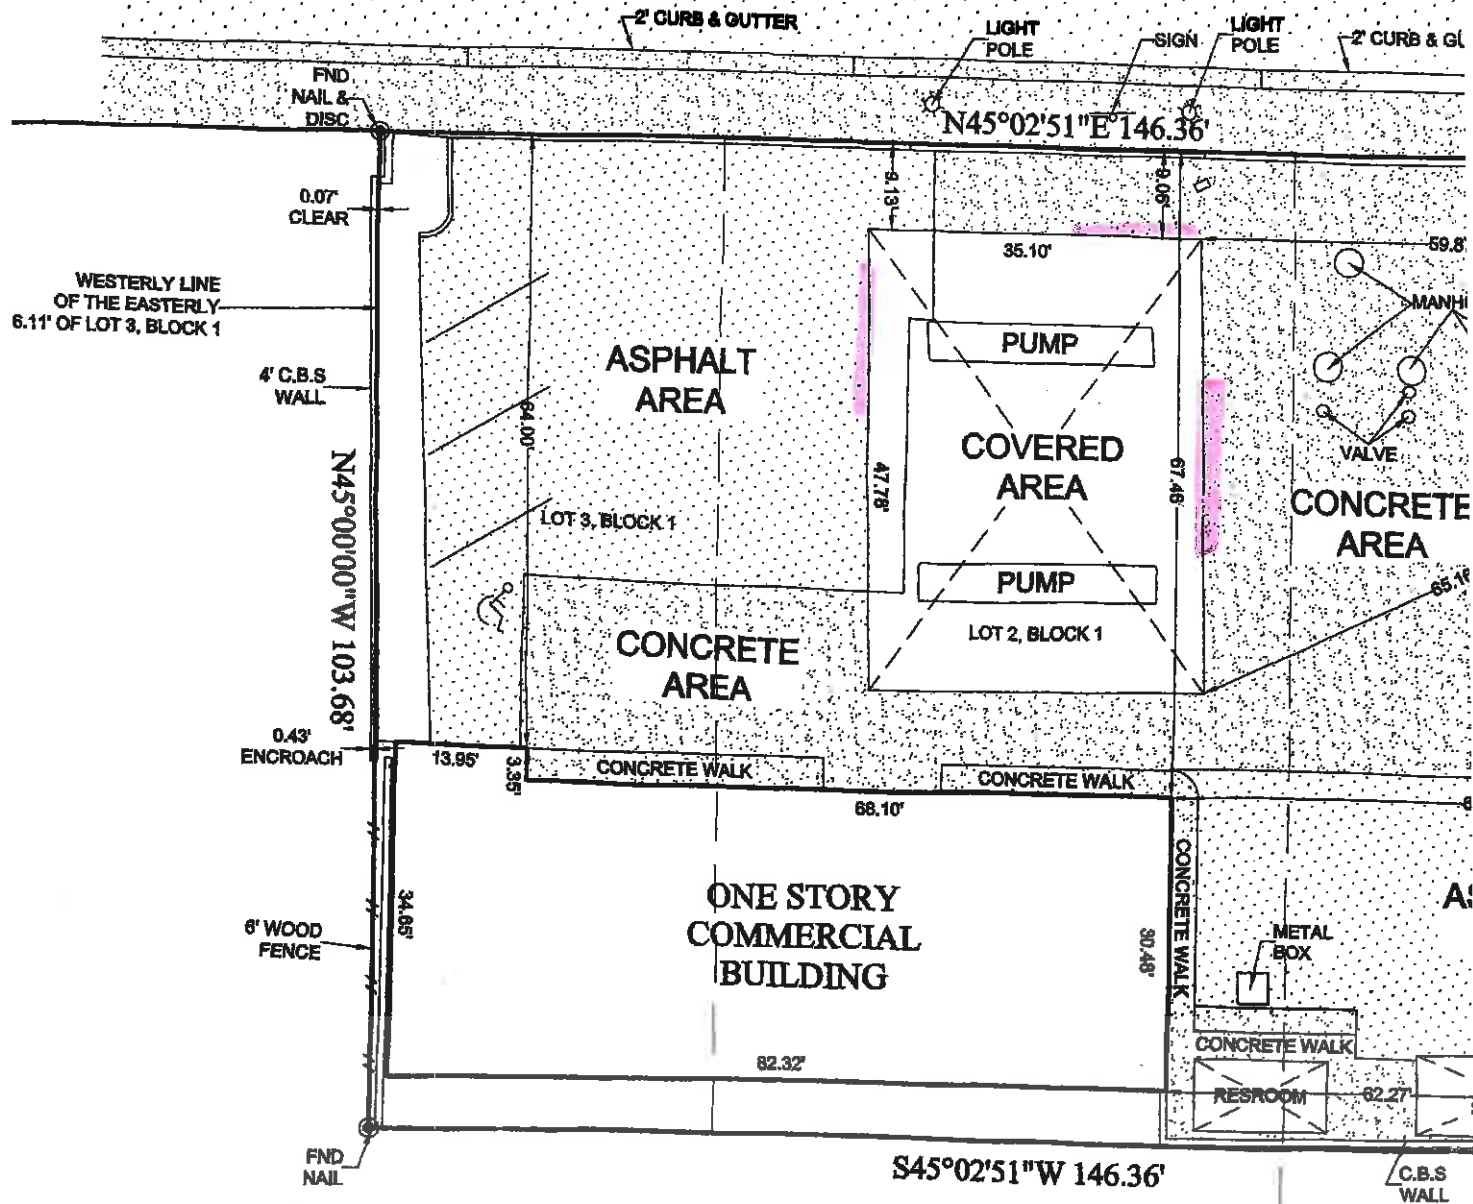 2' CURB & GUTTER
LIGHT
POLE
SIGN
LIGHT
POLE
2' CURB &
FND
NAIL &
DISC
N45°02'51"E 146.36'
0.07'
CLEAR
9.13'
9.06'
35.10'
59.8
WESTERLY LINE
OF THE EASTERLY
6.11' OF LOT 3, BLOCK 1
4' C.B.S
WALL
ASPHALT
AREA
64.00'
PUMP
COVERED
AREA
47.78'
67.46'
VALVE
CONCRETE
AREA
N45°00'00"W 103.68'
LOT 3, BLOCK 1
PUMP
LOT 2, BLOCK 1
65.16
CONCRETE
AREA
0.43'
ENCROACH
13.95'
3.35'
CONCRETE WALK
CONCRETE WALK
68.10'
34.65'
ONE STORY
COMMERCIAL
BUILDING
30.46'
CONCRETE WALK
6' WOOD
FENCE
METAL
BOX
CONCRETE WALK
82.32'
RESROOM
62.27'
FND
NAIL
S45°02'51"W 146.36'
C.B.S
WALL